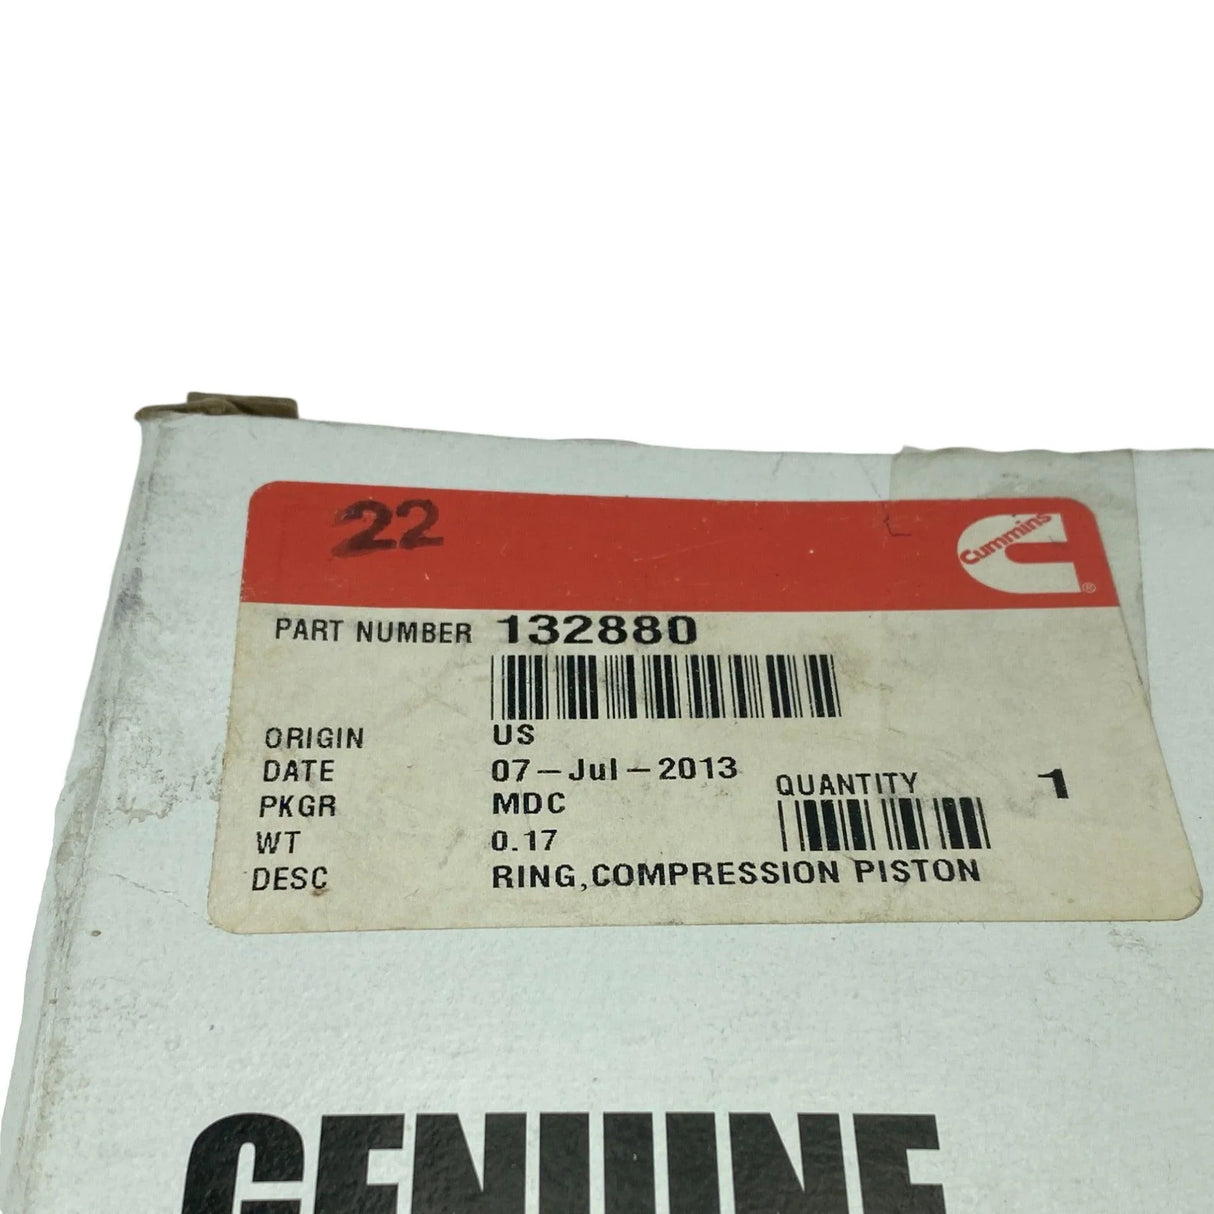 22
Cummins
®
PART NUMBER 132880
ORIGIN US
DATE 07-Jul-2013
PKGR MDC
QUANTITY 1
WT 0.17
DESC RING,COMPRESSION PISTON
GENUINE